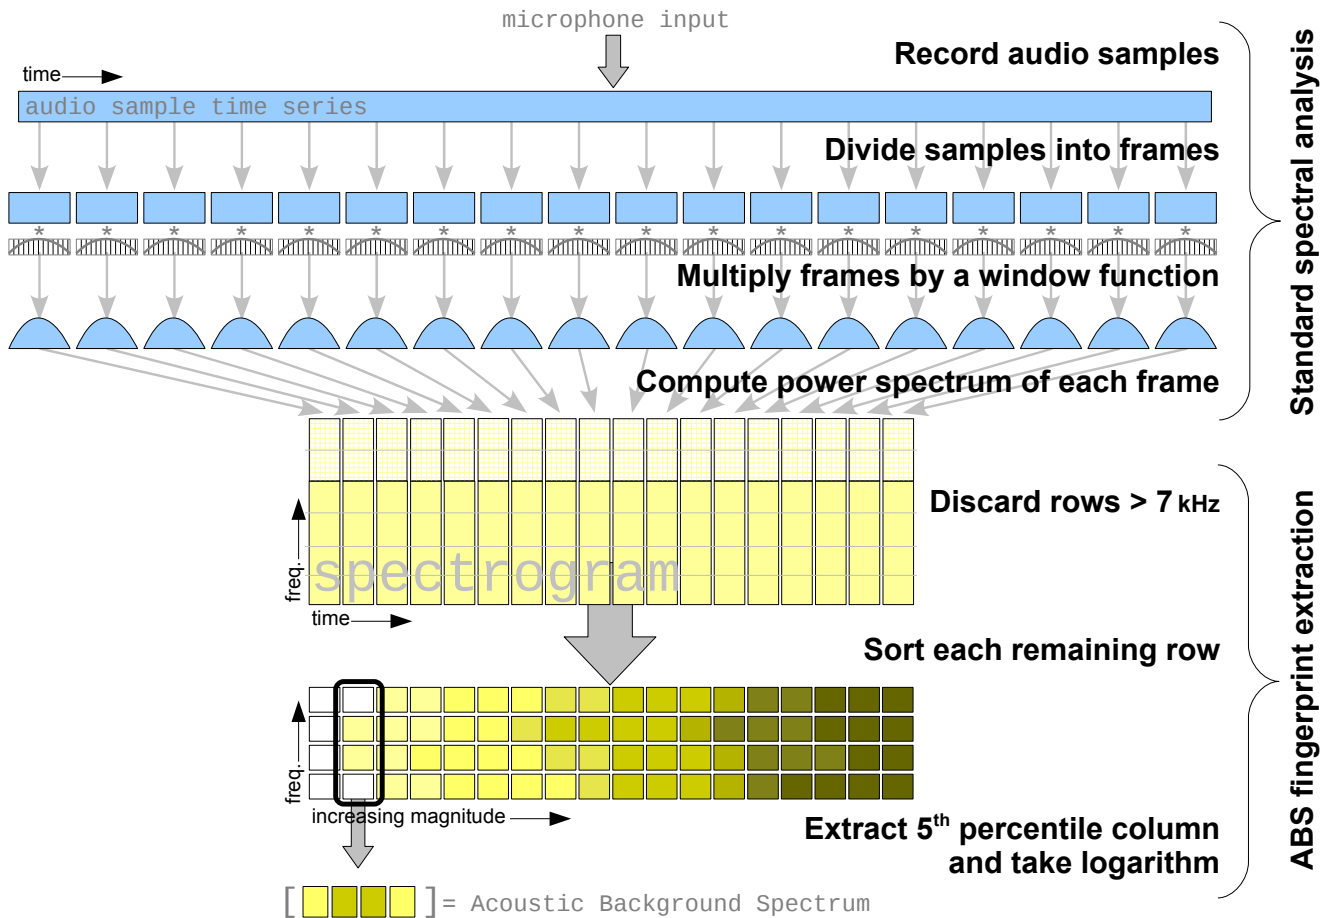 microphone input
Record audio samples
time
audio sample time series
Divide samples into frames
* * * * * * * * * * * * * * * * * *
Multiply frames by a window function
Compute power spectrum of each frame
Standard spectral analysis
Discard rows > 7 kHz
freq.
spectrogram
time
Sort each remaining row
freq.
increasing magnitude
Extract 5th percentile column
and take logarithm
ABS fingerprint extraction
[ ]= Acoustic Background Spectrum